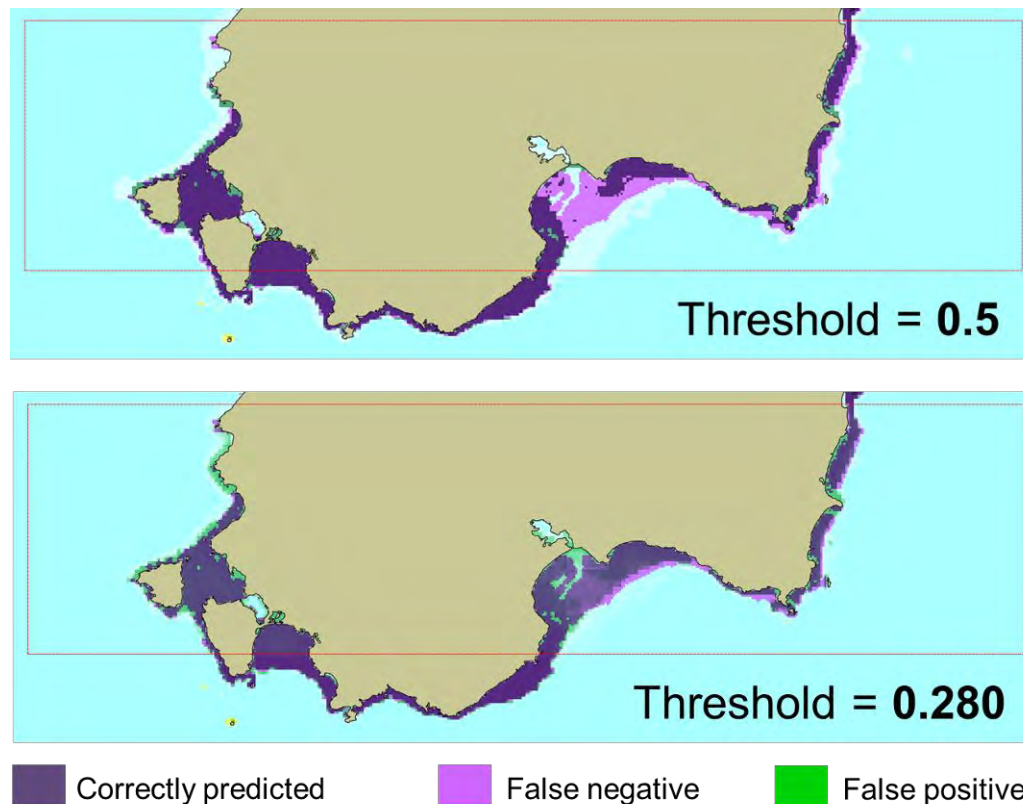 Threshold = 0.5
Threshold = 0.280
Correctly predicted
False negative
False positive